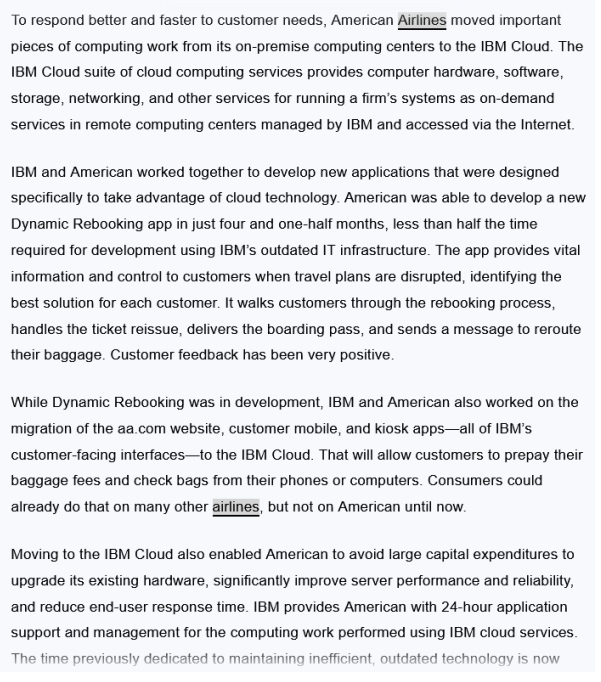 To respond better and faster to customer needs, American Airlines moved important
pieces of computing work from its on-premise computing centers to the IBM Cloud. The
IBM Cloud suite of cloud computing services provides computer hardware, software,
storage, networking, and other services for running a firm's systems as on-demand
services in remote computing centers managed by IBM and accessed via the Internet.
IBM and American worked together to develop new applications that were designed
specifically to take advantage of cloud technology. American was able to develop a new
Dynamic Rebooking app in just four and one-half months, less than half the time
required for development using IBM's outdated IT infrastructure. The app provides vital
information and control to customers when travel plans are disrupted, identifying the
best solution for each customer. It walks customers through the rebooking process,
handles the ticket reissue, delivers the boarding pass, and sends a message to reroute
their baggage. Customer feedback has been very positive.
While Dynamic Rebooking was in development, IBM and American also worked on the
migration of the aa.com website, customer mobile, and kiosk apps—all of IBM's
customer-facing interfaces—to the IBM Cloud. That will allow customers to prepay their
baggage fees and check bags from their phones or computers. Consumers could
already do that on many other airlines, but not on American until now.
Moving to the IBM Cloud also enabled American to avoid large capital expenditures to
upgrade its existing hardware, significantly improve server performance and reliability,
and reduce end-user response time. IBM provides American with 24-hour application
support and management for the computing work performed using IBM cloud services.
The time previously dedicated to maintaining inefficient, outdated technology is now